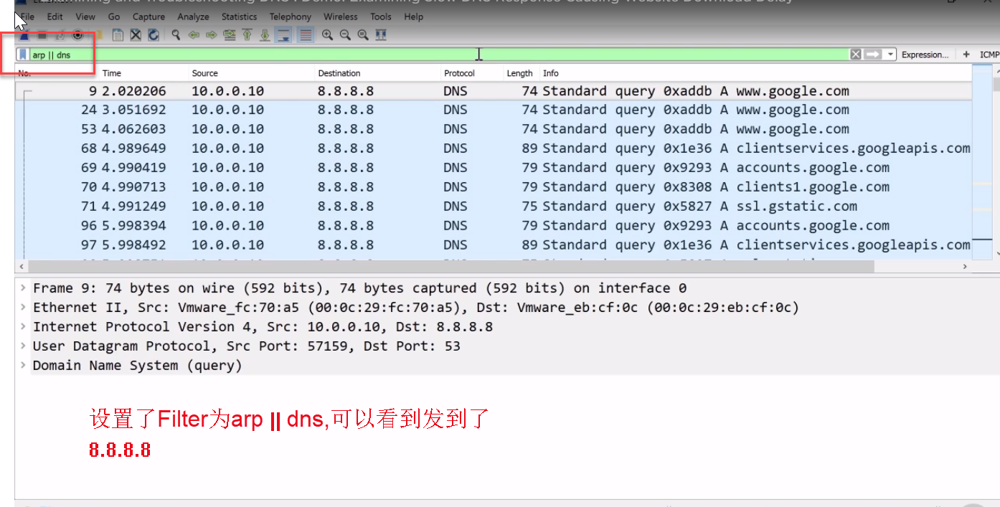 Examining and Troubleshooting DNS : Demo: Examining Slow DNS Response Causing Website Download Delay
File Edit View Go Capture Analyze Statistics Telephony Wireless Tools Help
arp || dns Expression... + ICMP
No. Time Source Destination Protocol Length Info
9 2.020206 10.0.0.10 8.8.8.8 DNS 74 Standard query 0xaddb A www.google.com
24 3.051692 10.0.0.10 8.8.8.8 DNS 74 Standard query 0xaddb A www.google.com
53 4.062603 10.0.0.10 8.8.8.8 DNS 74 Standard query 0xaddb A www.google.com
68 4.989649 10.0.0.10 8.8.8.8 DNS 89 Standard query 0x1e36 A clientservices.googleapis.com
69 4.990419 10.0.0.10 8.8.8.8 DNS 79 Standard query 0x9293 A accounts.google.com
70 4.990713 10.0.0.10 8.8.8.8 DNS 79 Standard query 0x8308 A clients1.google.com
71 4.991249 10.0.0.10 8.8.8.8 DNS 75 Standard query 0x5827 A ssl.gstatic.com
96 5.998394 10.0.0.10 8.8.8.8 DNS 79 Standard query 0x9293 A accounts.google.com
97 5.998492 10.0.0.10 8.8.8.8 DNS 89 Standard query 0x1e36 A clientservices.googleapis.com
Frame 9: 74 bytes on wire (592 bits), 74 bytes captured (592 bits) on interface 0
Ethernet II, Src: Vmware_fc:70:a5 (00:0c:29:fc:70:a5), Dst: Vmware_eb:cf:0c (00:0c:29:eb:cf:0c)
Internet Protocol Version 4, Src: 10.0.0.10, Dst: 8.8.8.8
User Datagram Protocol, Src Port: 57159, Dst Port: 53
Domain Name System (query)
设置了Filter为arp || dns,可以看到发到了
8.8.8.8